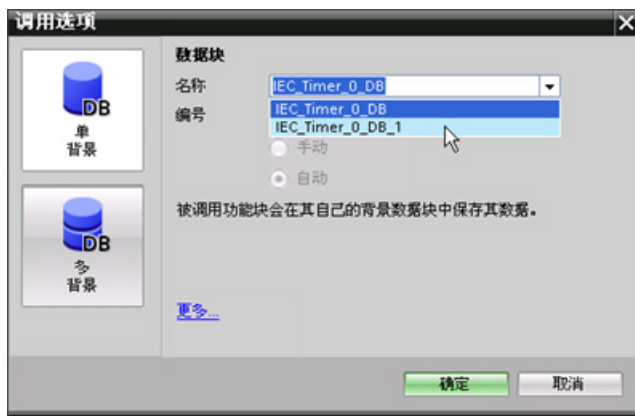 调用选项
数据块
名称
IEC_Timer_0_DB
IEC_Timer_0_DB
IEC_Timer_0_DB_1
编号
手动
自动
被调用功能块会在其自己的背景数据块中保存其数据。
更多...
DB
单
背景
DB
多
背景
确定
取消